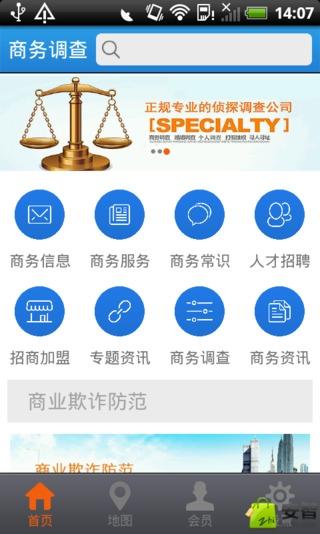 14:07
商务调查
正规专业的侦探调查公司
[SPECIALTY]
商务信息 商务服务 商务常识 人才招聘
招商加盟 专题资讯 商务调查 商务资讯
商业欺诈防范
商业欺诈防范
首页 地图 会员